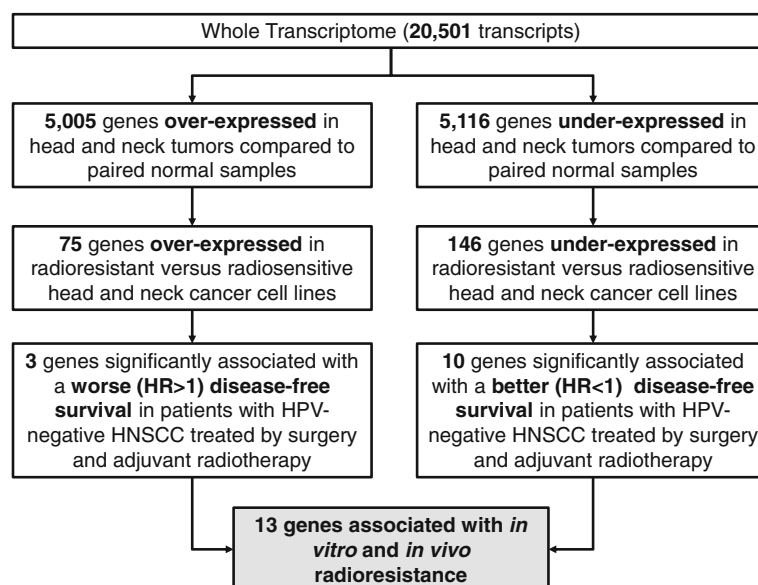 Whole Transcriptome (20,501 transcripts)
5,005 genes over-expressed in
head and neck tumors compared to
paired normal samples
5,116 genes under-expressed in
head and neck tumors compared to
paired normal samples
75 genes over-expressed in
radioresistant versus radiosensitive
head and neck cancer cell lines
146 genes under-expressed in
radioresistant versus radiosensitive
head and neck cancer cell lines
3 genes significantly associated with
a worse (HR>1) disease-free
survival in patients with HPV-
negative HNSCC treated by surgery
and adjuvant radiotherapy
10 genes significantly associated
with a better (HR<1) disease-free
survival in patients with HPV-
negative HNSCC treated by surgery
and adjuvant radiotherapy
13 genes associated with in
vitro and in vivo
radioresistance